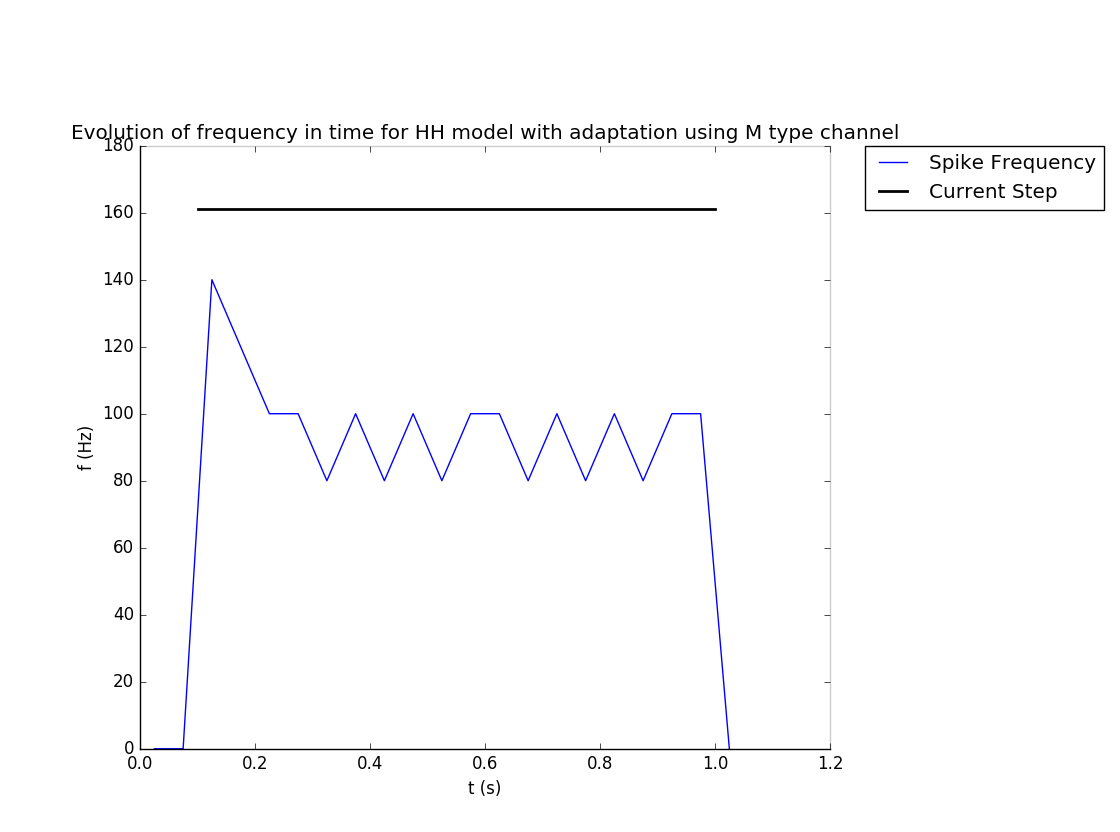 Evolution of frequency in time for HH model with adaptation using M type channel
Spike Frequency
Current Step
180
160
140
120
100
80
60
40
20
0
f (Hz)
0.0 0.2 0.4 0.6 0.8 1.0 1.2
t (s)